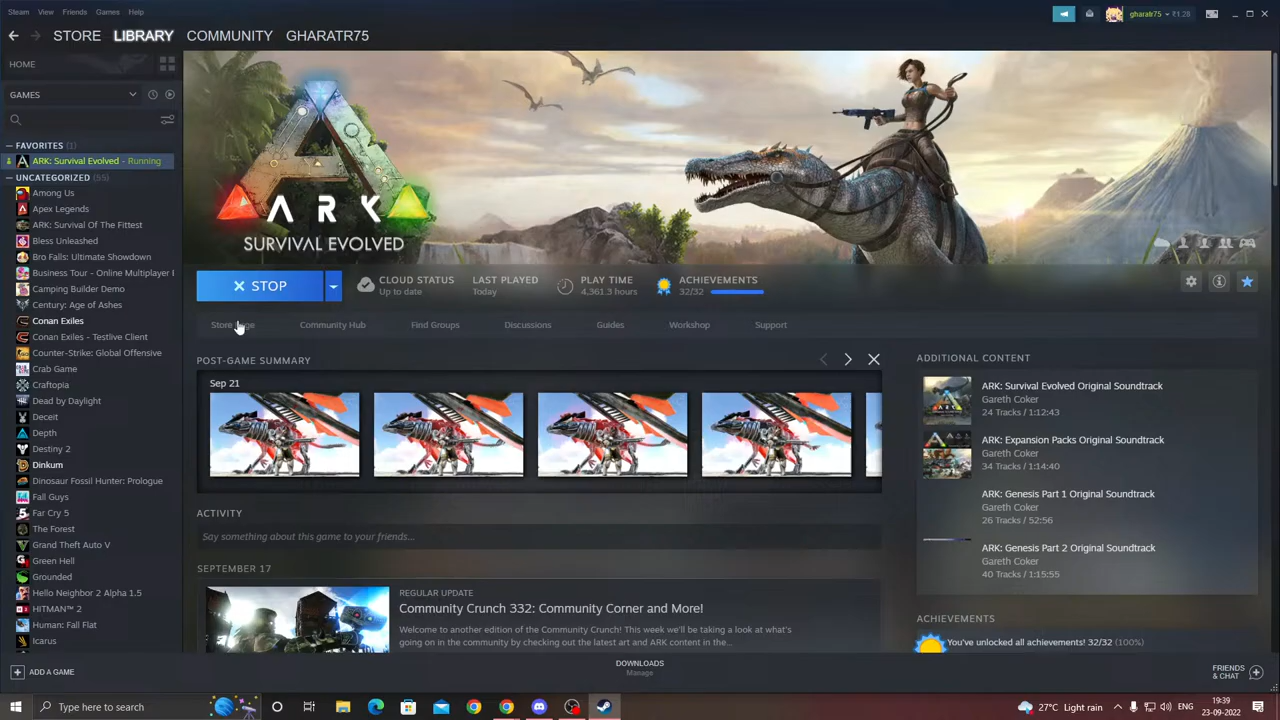 Steam View Friends Games Help
gharatr75 ₹1.28
STORE LIBRARY COMMUNITY GHARATR75
HOME
GAMES
FAVORITES (1)
ARK: Survival Evolved - Running
UNCATEGORIZED (55)
Among Us
Apex Legends
ARK: Survival Of The Fittest
Bless Unleashed
Bro Falls: Ultimate Showdown
Business Tour - Online Multiplayer
Camping Builder Demo
Century: Age of Ashes
Conan Exiles
Conan Exiles - Testlive Client
Counter-Strike: Global Offensive
Crab Game
Craftopia
Dead by Daylight
Deceit
Depth
Destiny 2
Dinkum
Dinosaur Fossil Hunter: Prologue
Fall Guys
Far Cry 5
The Forest
Grand Theft Auto V
Green Hell
Grounded
Hello Neighbor 2 Alpha 1.5
HITMAN™ 2
Human: Fall Flat
Icarus
ADD A GAME
ARK
SURVIVAL EVOLVED
STOP
CLOUD STATUS
Up to date
LAST PLAYED
Today
PLAY TIME
4,361.3 hours
ACHIEVEMENTS
32/32
Store Community Hub Find Groups Discussions Guides Workshop Support
POST-GAME SUMMARY
Sep 21
ACTIVITY
Say something about this game to your friends...
SEPTEMBER 17
REGULAR UPDATE
Community Crunch 332: Community Corner and More!
Welcome to another edition of the Community Crunch! This week we'll be taking a look at what's
going on in the community by checking out the latest art and ARK content in the...
ADDITIONAL CONTENT
ARK: Survival Evolved Original Soundtrack
Gareth Coker
24 Tracks / 1:12:43
ARK: Expansion Packs Original Soundtrack
Gareth Coker
34 Tracks / 1:14:40
ARK: Genesis Part 1 Original Soundtrack
Gareth Coker
26 Tracks / 52:56
ARK: Genesis Part 2 Original Soundtrack
Gareth Coker
40 Tracks / 1:15:55
ACHIEVEMENTS
You've unlocked all achievements! 32/32 (100%)
DOWNLOADS
Manage
FRIENDS
& CHAT
Type here to search
27°C Light rain
ENG
19:39
23-09-2022